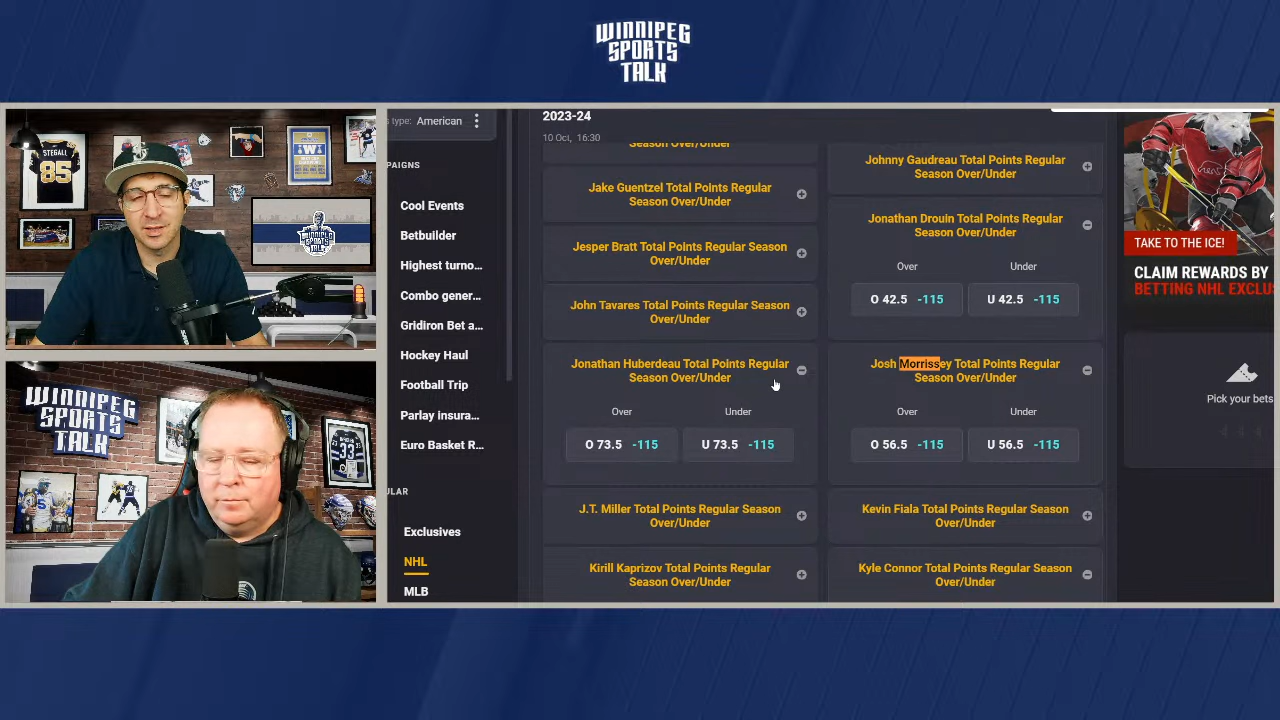 WINNIPEG
SPORTS
TALK
STEGALL
85
W
WINNIPEG
SPORTS
TALK
33
type: American
PAIGNS
Cool Events
Betbuilder
Highest turno...
Combo gener...
Gridiron Bet a...
Hockey Haul
Football Trip
Parlay insura...
Euro Basket R...
ULAR
Exclusives
NHL
MLB
2023-24
10 Oct, 16:30
Season Over/Under
Jake Guentzel Total Points Regular
Season Over/Under
Jesper Bratt Total Points Regular Season
Over/Under
John Tavares Total Points Regular Season
Over/Under
Jonathan Huberdeau Total Points Regular
Season Over/Under
Over Under
O 73.5 -115 U 73.5 -115
J.T. Miller Total Points Regular Season
Over/Under
Kirill Kaprizov Total Points Regular
Season Over/Under
Johnny Gaudreau Total Points Regular
Season Over/Under
Jonathan Drouin Total Points Regular
Season Over/Under
Over Under
O 42.5 -115 U 42.5 -115
Josh Morrissey Total Points Regular
Season Over/Under
Over Under
O 56.5 -115 U 56.5 -115
Kevin Fiala Total Points Regular Season
Over/Under
Kyle Connor Total Points Regular Season
Over/Under
TAKE TO THE ICE!
CLAIM REWARDS BY
BETTING NHL EXCLUS
Pick your bets